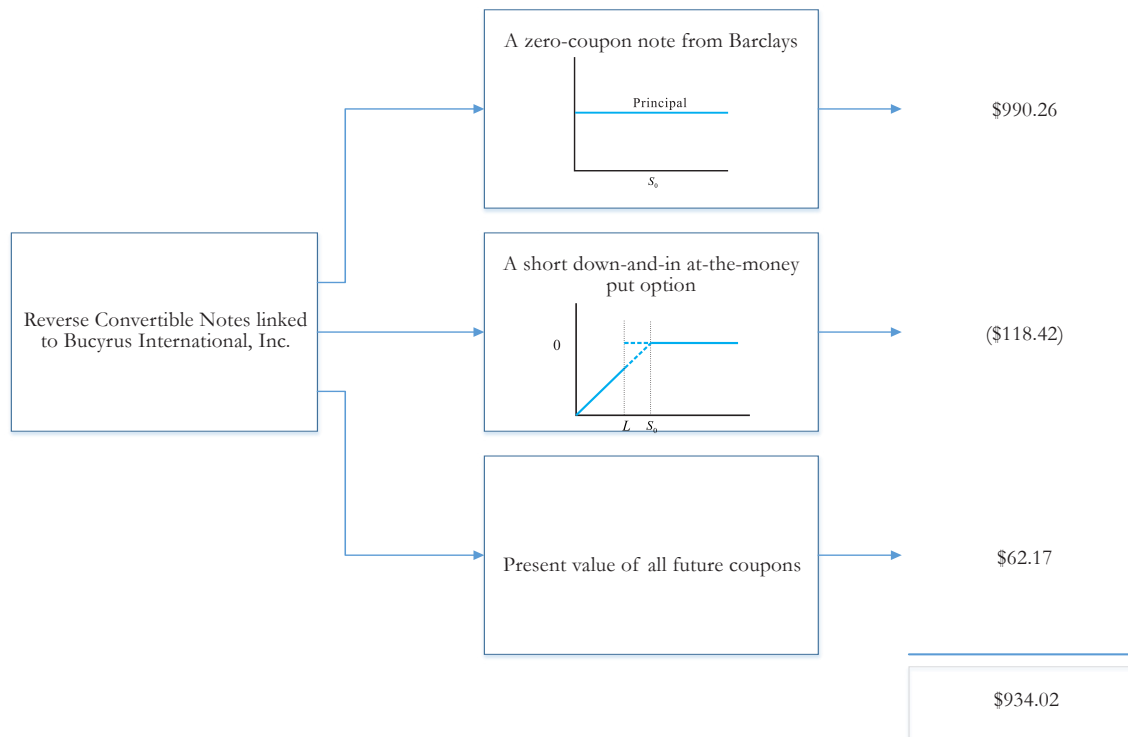 A zero-coupon note from Barclays
Principal
S₀
$990.26
Reverse Convertible Notes linked
to Bucyrus International, Inc.
A short down-and-in at-the-money
put option
0
L S₀
($118.42)
Present value of all future coupons
$62.17
$934.02